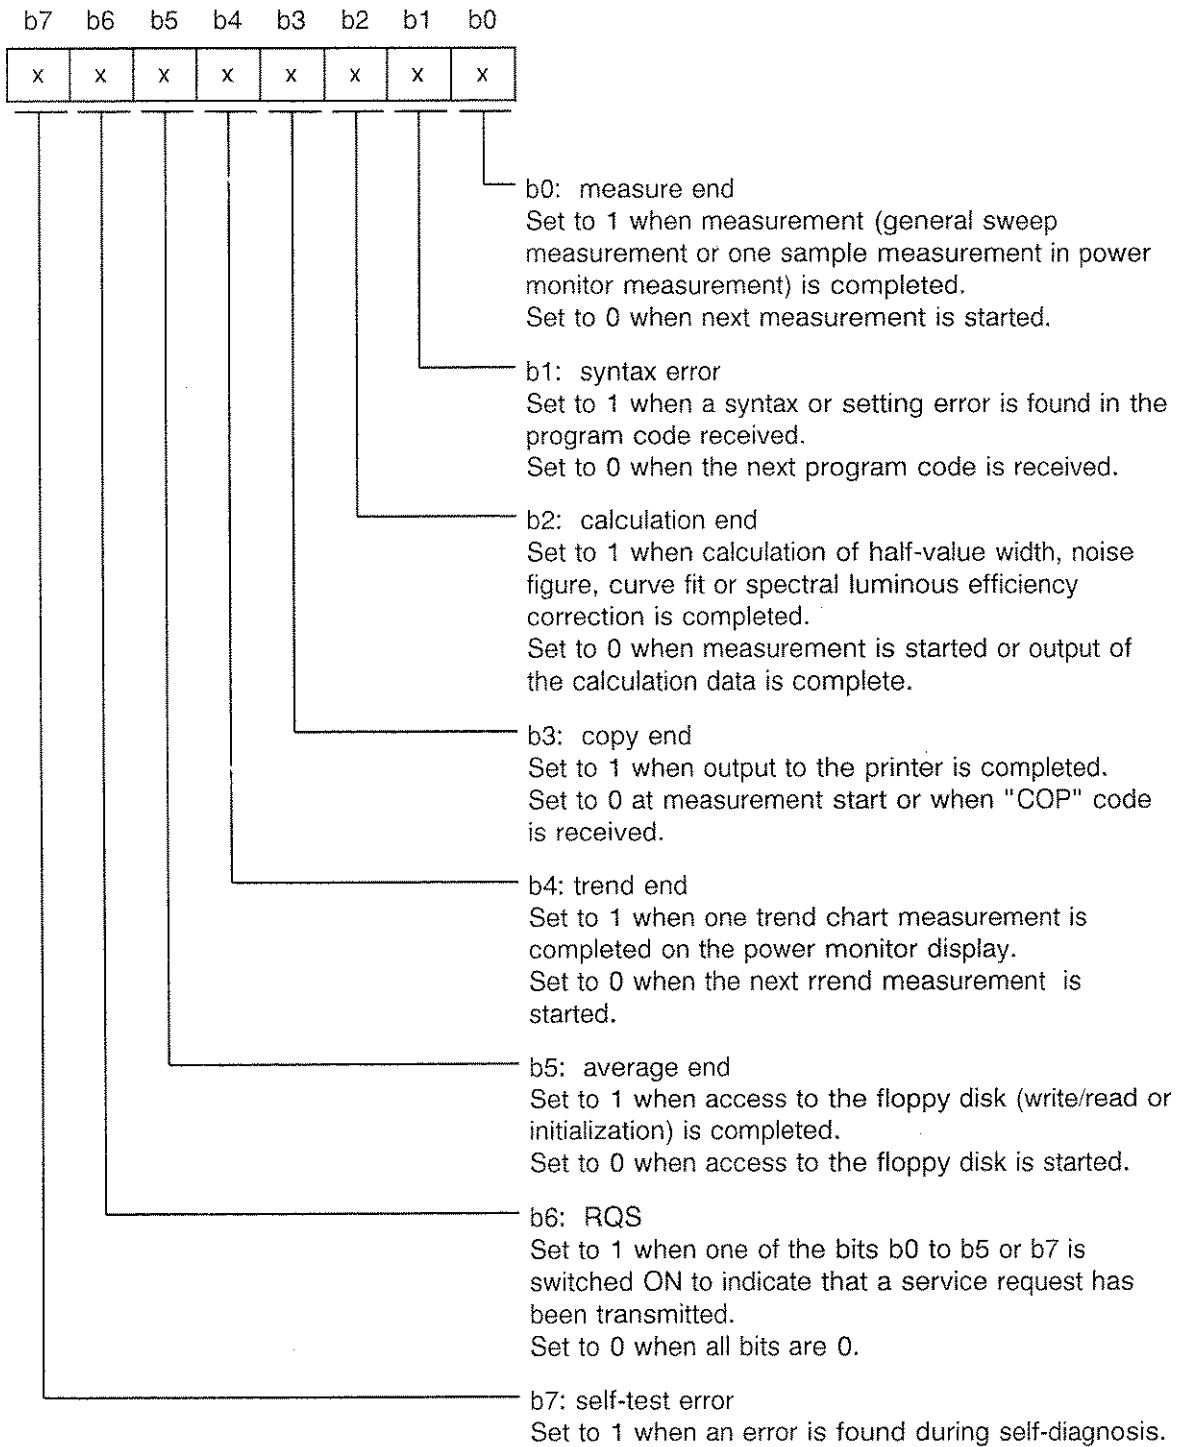 b7 b6 b5 b4 b3 b2 b1 b0
x x x x x x x x
b0: measure end
Set to 1 when measurement (general sweep
measurement or one sample measurement in power
monitor measurement) is completed.
Set to 0 when next measurement is started.
b1: syntax error
Set to 1 when a syntax or setting error is found in the
program code received.
Set to 0 when the next program code is received.
b2: calculation end
Set to 1 when calculation of half-value width, noise
figure, curve fit or spectral luminous efficiency
correction is completed.
Set to 0 when measurement is started or output of
the calculation data is complete.
b3: copy end
Set to 1 when output to the printer is completed.
Set to 0 at measurement start or when "COP" code
is received.
b4: trend end
Set to 1 when one trend chart measurement is
completed on the power monitor display.
Set to 0 when the next rrend measurement is
started.
b5: average end
Set to 1 when access to the floppy disk (write/read or
initialization) is completed.
Set to 0 when access to the floppy disk is started.
b6: RQS
Set to 1 when one of the bits b0 to b5 or b7 is
switched ON to indicate that a service request has
been transmitted.
Set to 0 when all bits are 0.
b7: self-test error
Set to 1 when an error is found during self-diagnosis.